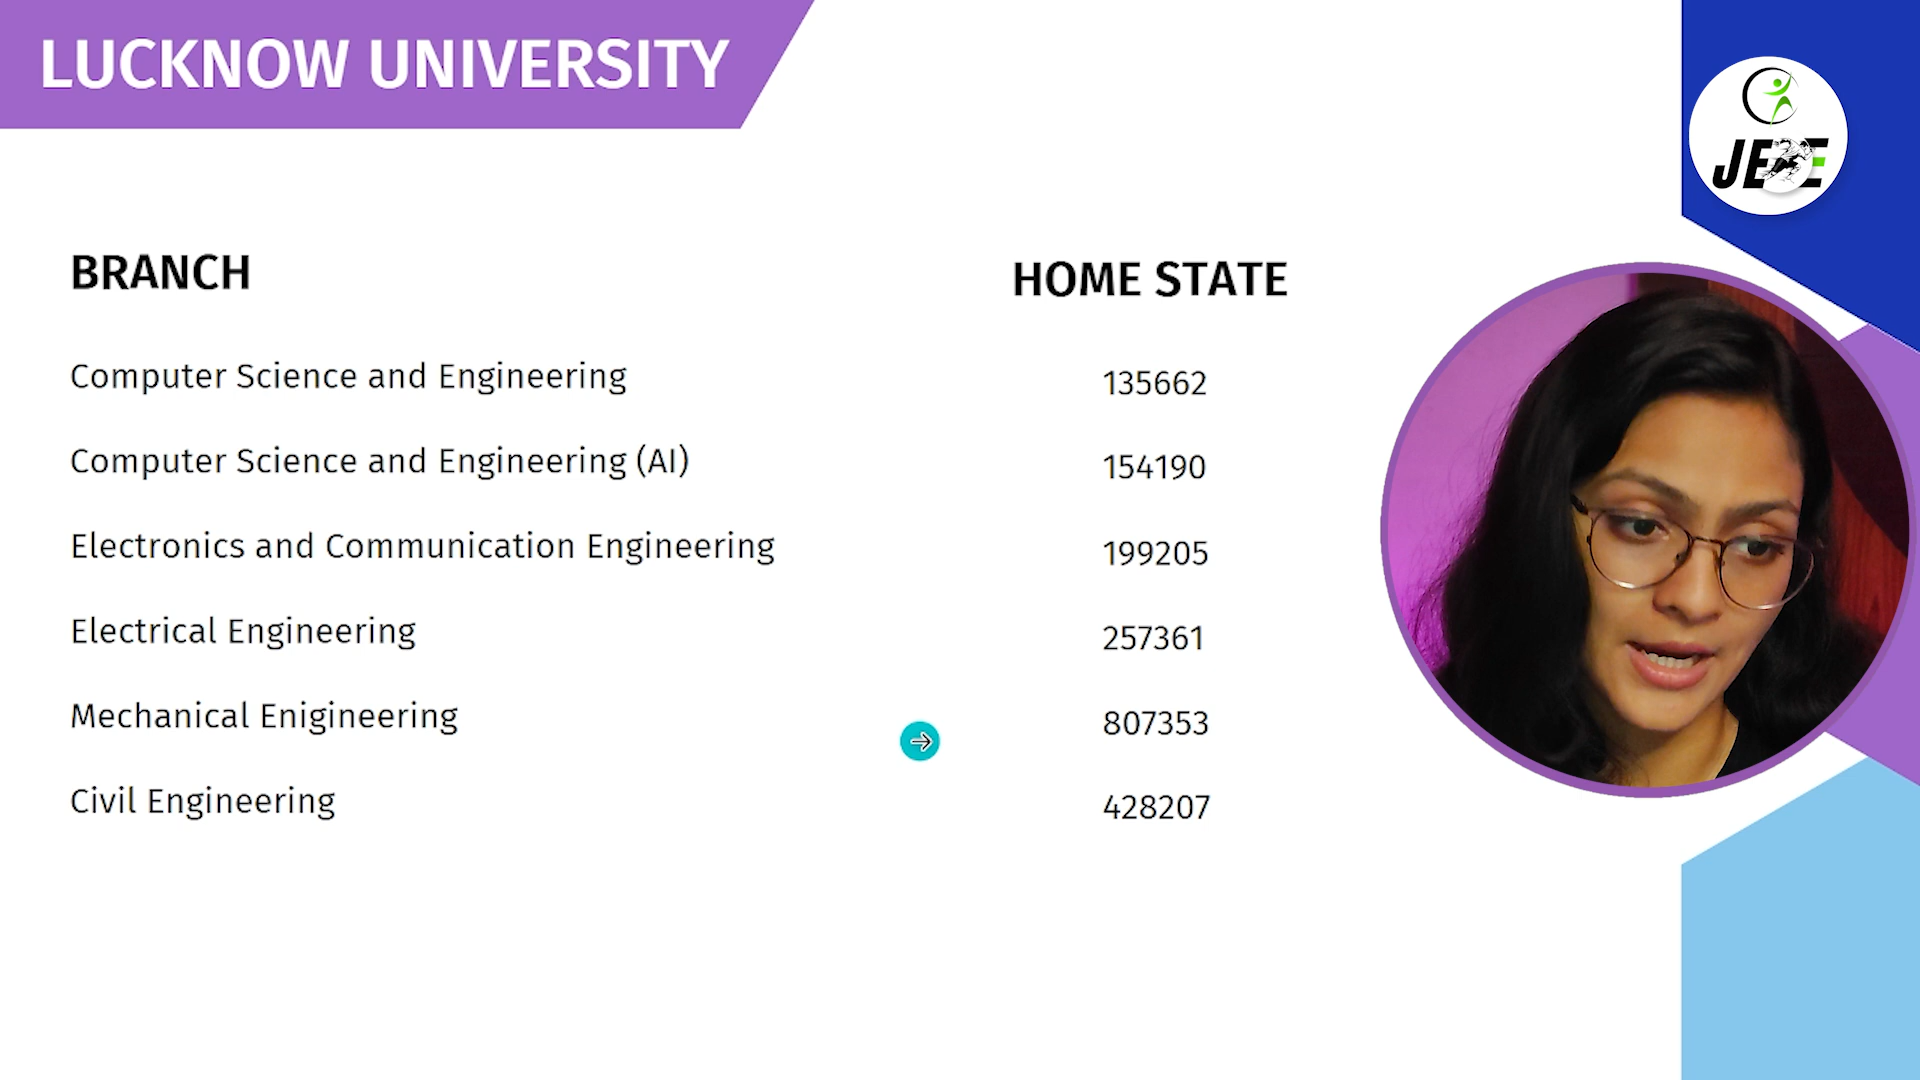 LUCKNOW UNIVERSITY
BRANCH HOME STATE
Computer Science and Engineering 135662
Computer Science and Engineering (AI) 154190
Electronics and Communication Engineering 199205
Electrical Engineering 257361
Mechanical Enigineering 807353
Civil Engineering 428207